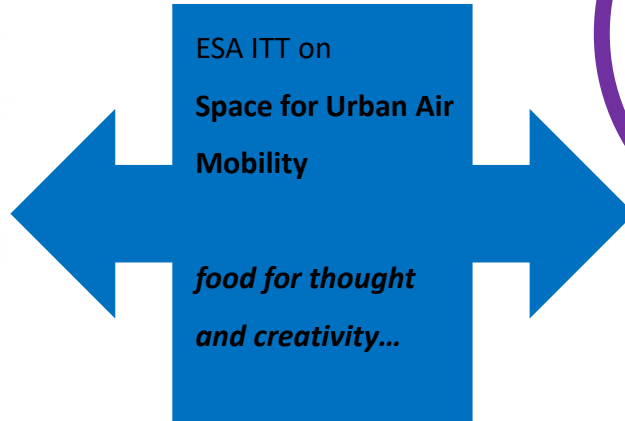 ESA ITT on
Space for Urban Air
Mobility
food for thought
and creativity…